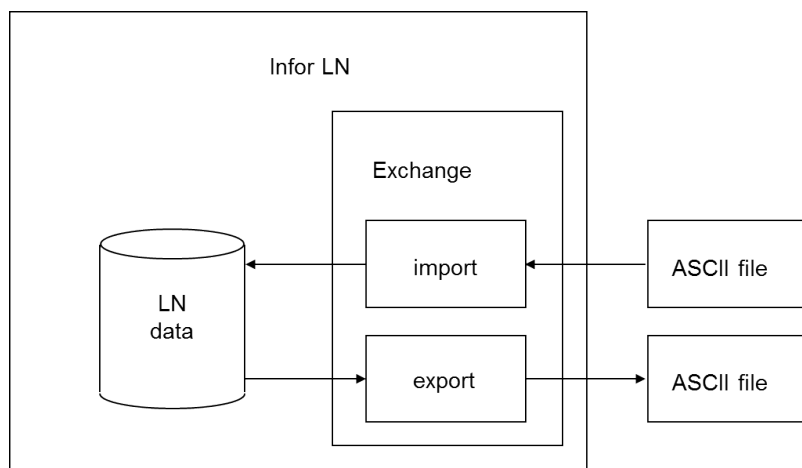 Infor LN
Exchange
import
ASCII file
LN
data
export
ASCII file